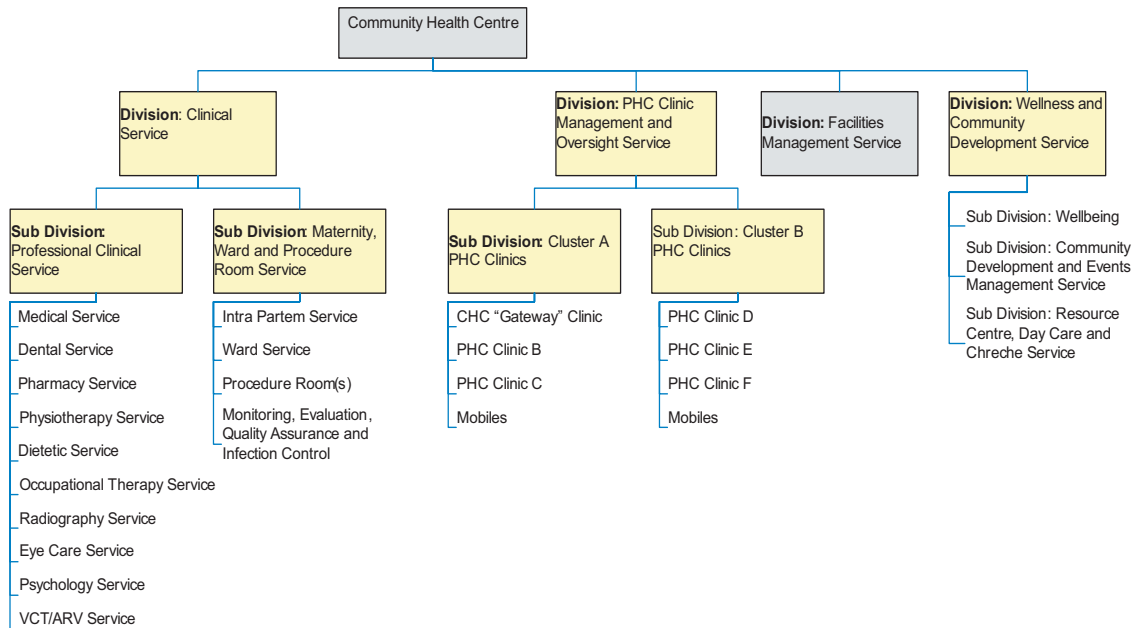 Community Health Centre
Division: Clinical
Service
Division: PHC Clinic
Management and
Oversight Service
Division: Facilities
Management Service
Division: Wellness and
Community
Development Service
Sub Division:
Professional Clinical
Service
Sub Division: Maternity,
Ward and Procedure
Room Service
Sub Division: Cluster A
PHC Clinics
Sub Division: Cluster B
PHC Clinics
Sub Division: Wellbeing
Sub Division: Community
Development and Events
Management Service
Sub Division: Resource
Centre, Day Care and
Chreche Service
Medical Service
Dental Service
Pharmacy Service
Physiotherapy Service
Dietetic Service
Occupational Therapy Service
Radiography Service
Eye Care Service
Psychology Service
VCT/ARV Service
Intra Partem Service
Ward Service
Procedure Room(s)
Monitoring, Evaluation,
Quality Assurance and
Infection Control
CHC “Gateway” Clinic
PHC Clinic B
PHC Clinic C
Mobiles
PHC Clinic D
PHC Clinic E
PHC Clinic F
Mobiles